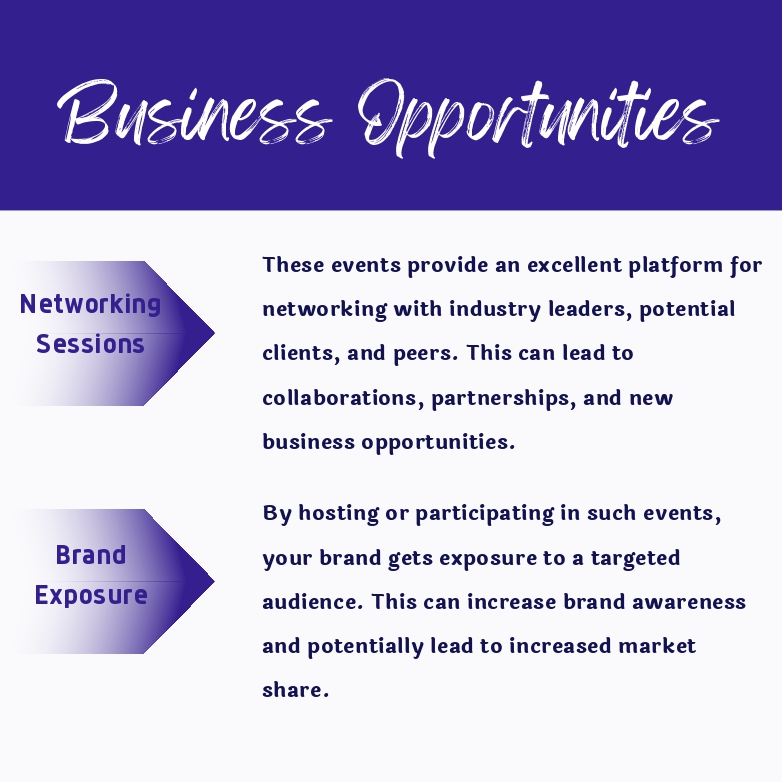 Business Opportunities
Networking
Sessions
These events provide an excellent platform for
networking with industry leaders, potential
clients, and peers. This can lead to
collaborations, partnerships, and new
business opportunities.
Brand
Exposure
By hosting or participating in such events,
your brand gets exposure to a targeted
audience. This can increase brand awareness
and potentially lead to increased market
share.